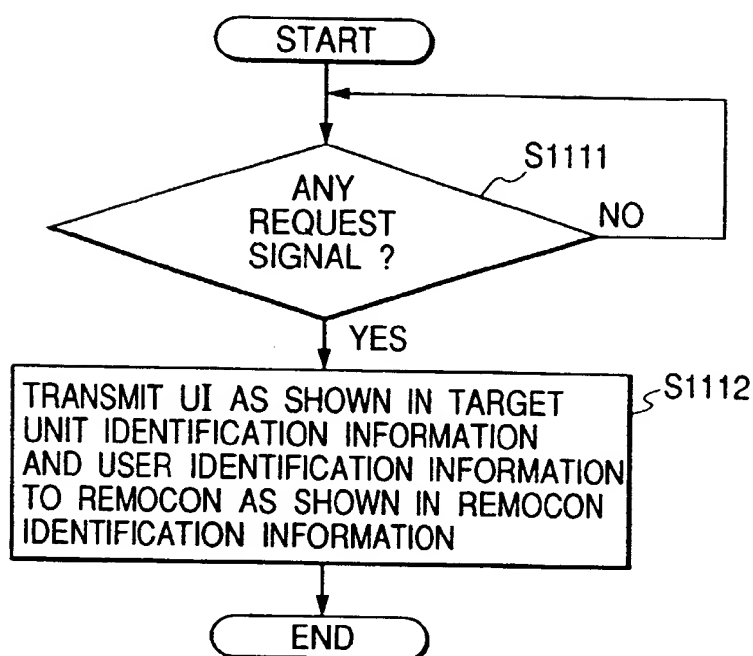 START
S1111
ANY
REQUEST
SIGNAL ?
NO
YES
S1112
TRANSMIT UI AS SHOWN IN TARGET
UNIT IDENTIFICATION INFORMATION
AND USER IDENTIFICATION INFORMATION
TO REMOCON AS SHOWN IN REMOCON
IDENTIFICATION INFORMATION
END